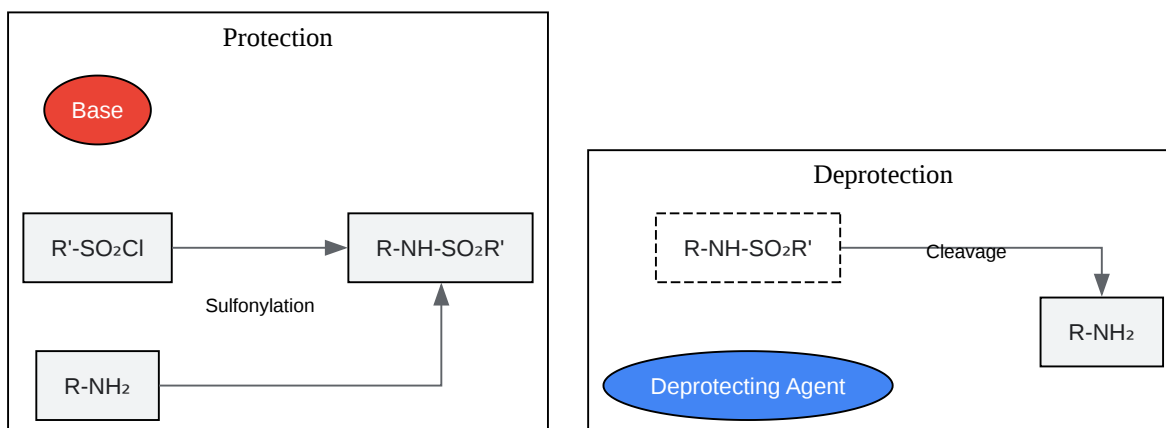 Protection
Base
R'-SO₂Cl
R-NH-SO₂R'
Sulfonylation
R-NH₂
Deprotection
R-NH-SO₂R'
Cleavage
R-NH₂
Deprotecting Agent